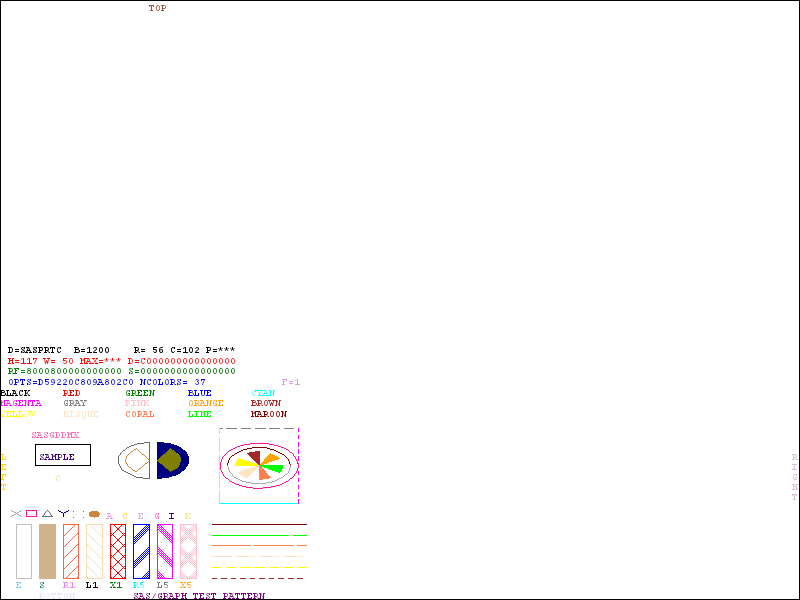 TOP
D=SASPRTC B=1200 R= 56 C=102 P=***
H=117 W= 50 MAX=*** D=C000000000000000
RF=8000800000000000 S=0000000000000000
OPTS=D59220C809A802C0 NCOLORS= 37 F=1
BLACK RED GREEN BLUE CYAN
MAGENTA GRAY PINK ORANGE BROWN
YELLOW BISQUE CORAL LIME MAROON
SASGDDMX
SAMPLE
C
LEFT
RIGHT
A C E G I K
E S R1 L1 X1 R5 L5 X5
BOTTOM SAS/GRAPH TEST PATTERN